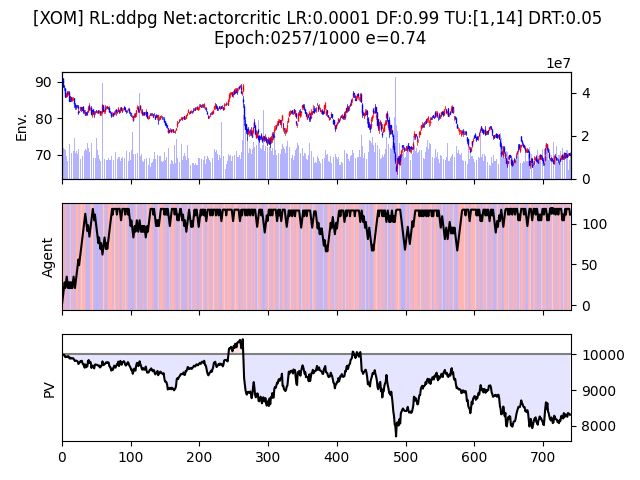 [XOM] RL:ddpg Net:actorcritic LR:0.0001 DF:0.99 TU:[1,14] DRT:0.05
Epoch:0257/1000 e=0.74
1e7
90
80
70
Env.
4
2
0
Agent
100
50
0
PV
10000
9000
8000
0 100 200 300 400 500 600 700